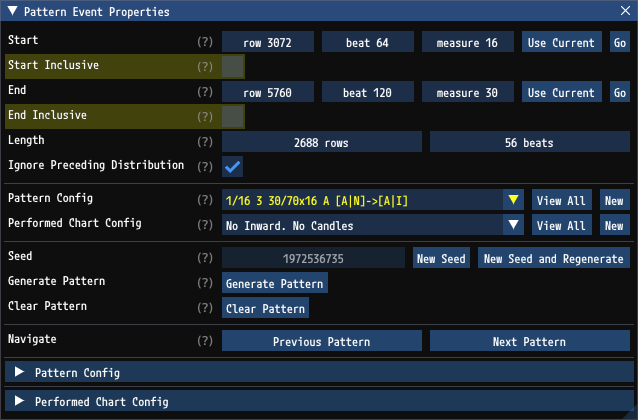 Pattern Event Properties
Start (?) row 3072 beat 64 measure 16 Use Current Go
Start Inclusive (?)
End (?) row 5760 beat 120 measure 30 Use Current Go
End Inclusive (?)
Length (?) 2688 rows 56 beats
Ignore Preceding Distribution (?)
Pattern Config (?) 1/16 3 30/70x16 A [A|N]->[A|I] View All New
Performed Chart Config (?) No Inward. No Candles View All New
Seed (?) 1972536735 New Seed New Seed and Regenerate
Generate Pattern (?) Generate Pattern
Clear Pattern (?) Clear Pattern
Navigate (?) Previous Pattern Next Pattern
Pattern Config
Performed Chart Config